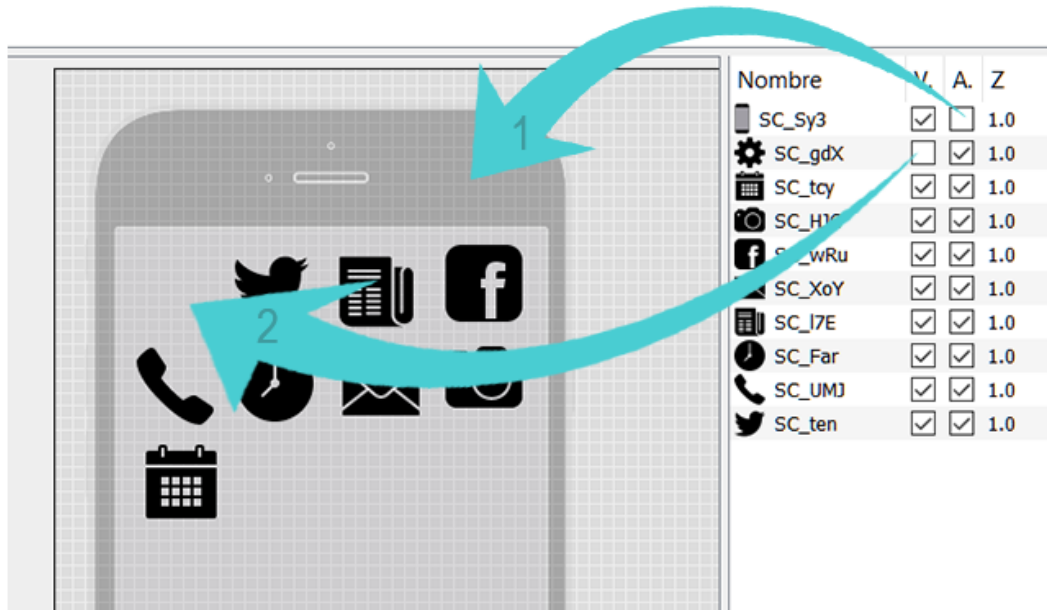 Nombre V. A. Z
SC_Sy3 1.0
SC_gdX 1.0
SC_tcy 1.0
1.0
1.0
SC_XoY 1.0
SC_l7E 1.0
SC_Far 1.0
SC_UMJ 1.0
SC_ten 1.0
1
2
f
f